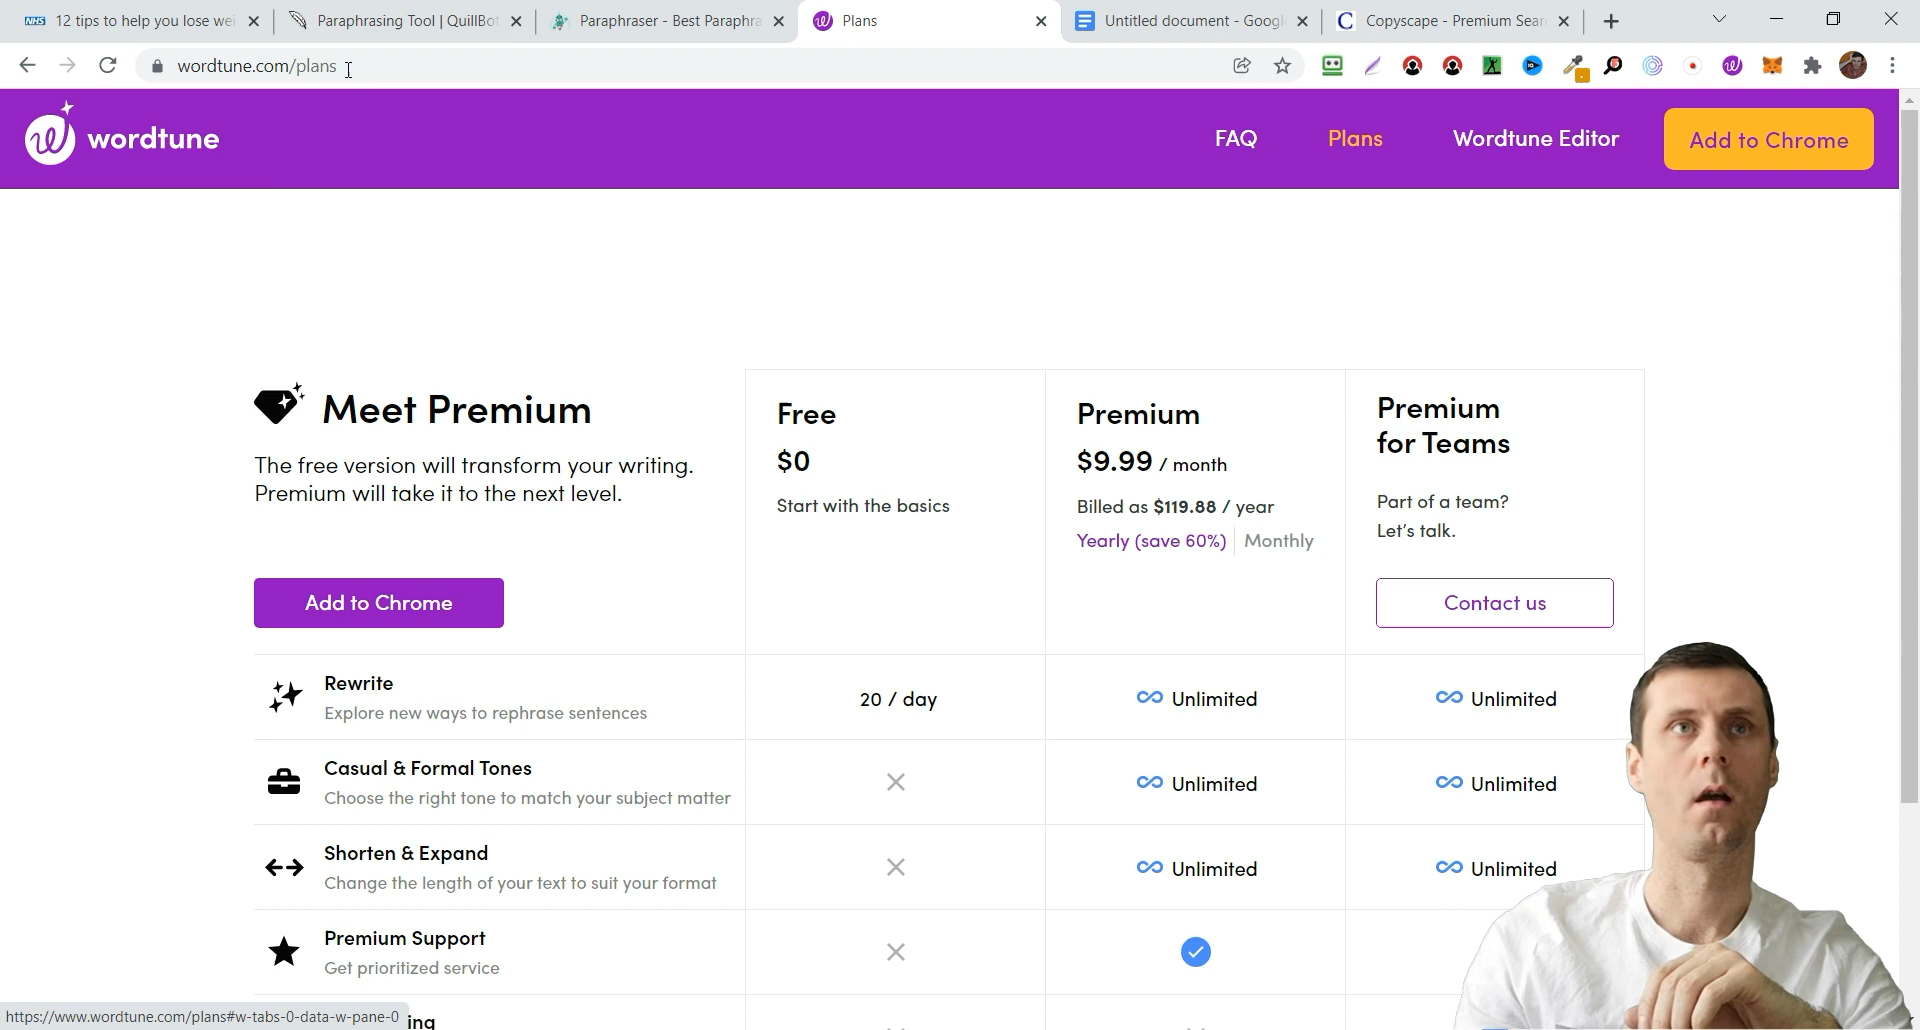 12 tips to help you lose wei
Paraphrasing Tool | QuillBot
Paraphraser - Best Paraphra
Plans
Untitled document - Google
Copyscape - Premium Sear
wordtune.com/plans
wordtune
FAQ
Plans
Wordtune Editor
Add to Chrome
Meet Premium
The free version will transform your writing.
Premium will take it to the next level.
Add to Chrome
Free
$0
Start with the basics
Premium
$9.99 / month
Billed as $119.88 / year
Yearly (save 60%) Monthly
Premium
for Teams
Part of a team?
Let's talk.
Contact us
Rewrite
Explore new ways to rephrase sentences
20 / day
Unlimited
Unlimited
Casual & Formal Tones
Choose the right tone to match your subject matter
Unlimited
Unlimited
Shorten & Expand
Change the length of your text to suit your format
Unlimited
Unlimited
Premium Support
Get prioritized service
https://www.wordtune.com/plans#w-tabs-0-data-w-pane-0
ing